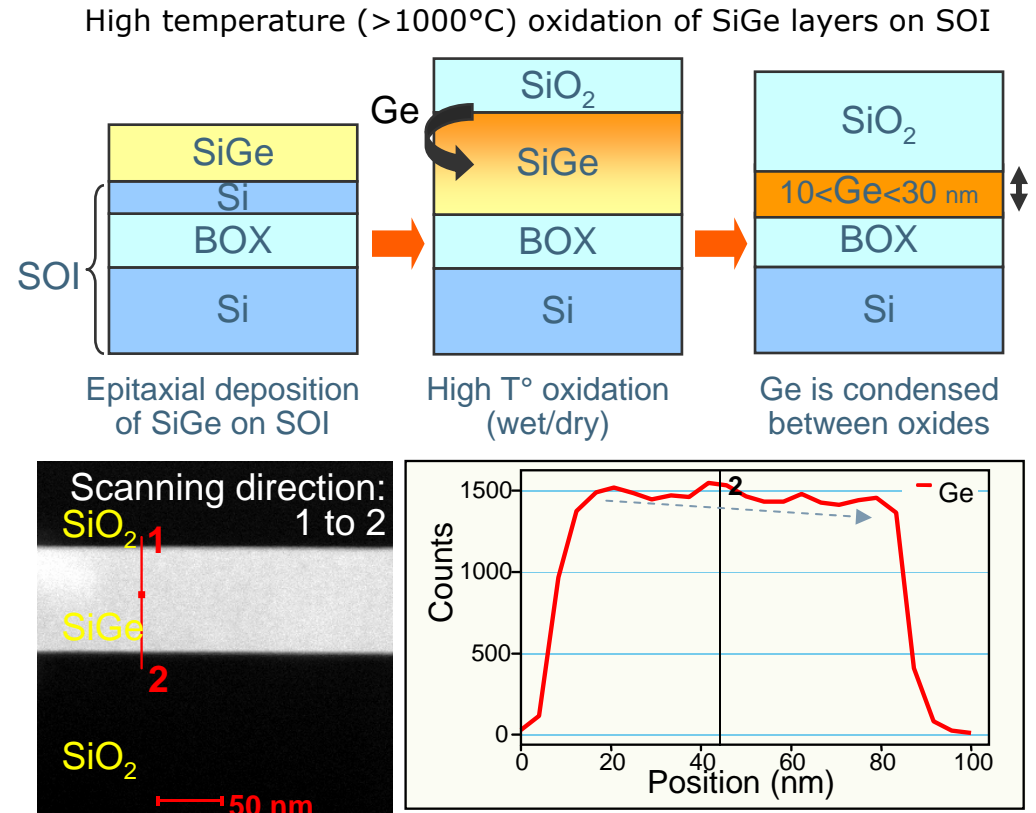 High temperature (>1000°C) oxidation of SiGe layers on SOI
SiGe
Si
BOX
Si
SOI
Epitaxial deposition
of SiGe on SOI
Ge
SiO₂
SiGe
BOX
Si
High T° oxidation
(wet/dry)
SiO₂
10<Ge<30 nm
BOX
Si
Ge is condensed
between oxides
Scanning direction:
1 to 2
SiO₂
1
SiGe
2
SiO₂
50 nm
Counts
1500
1000
500
0
2
Ge
0 20 40 60 80 100
Position (nm)